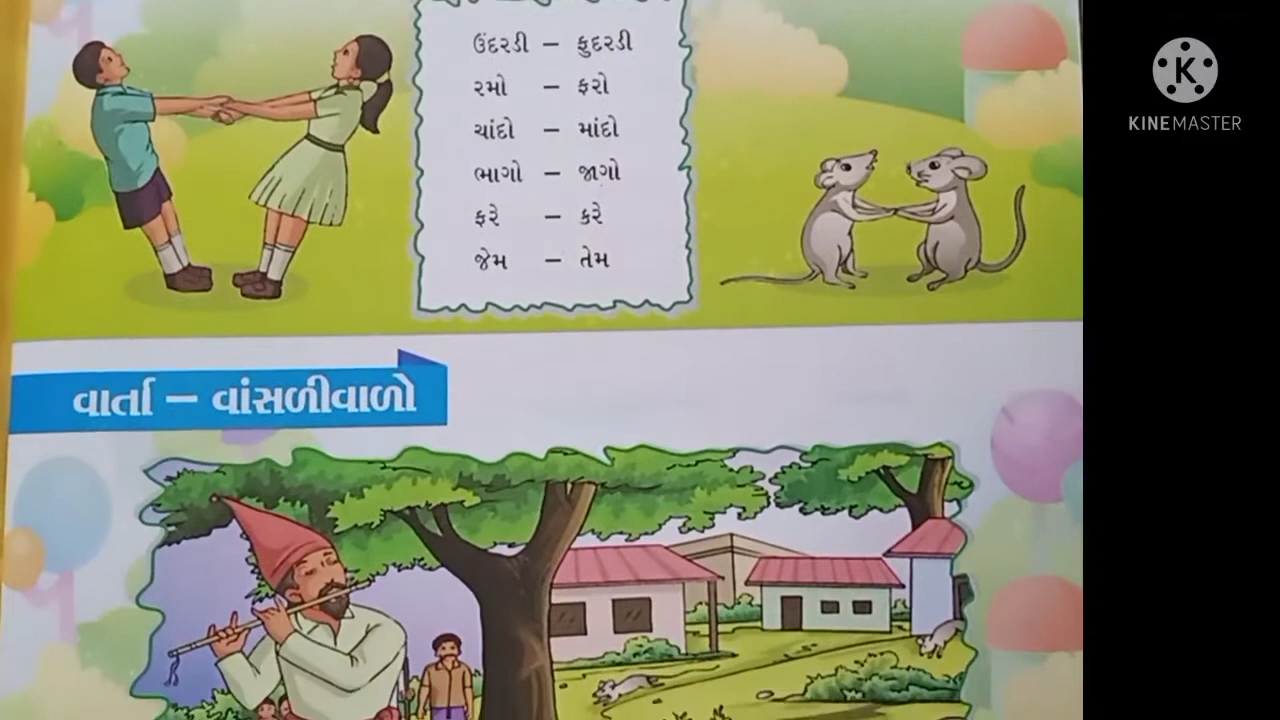 ઉંદરડી – ફુદરડી
રમો – ફરો
ચાંદો – માંદો
ભાગો – જાગો
ફરે – કરે
જેમ – તેમ
વાર્તા – વાંસળીવાળો
K
KINEMASTER